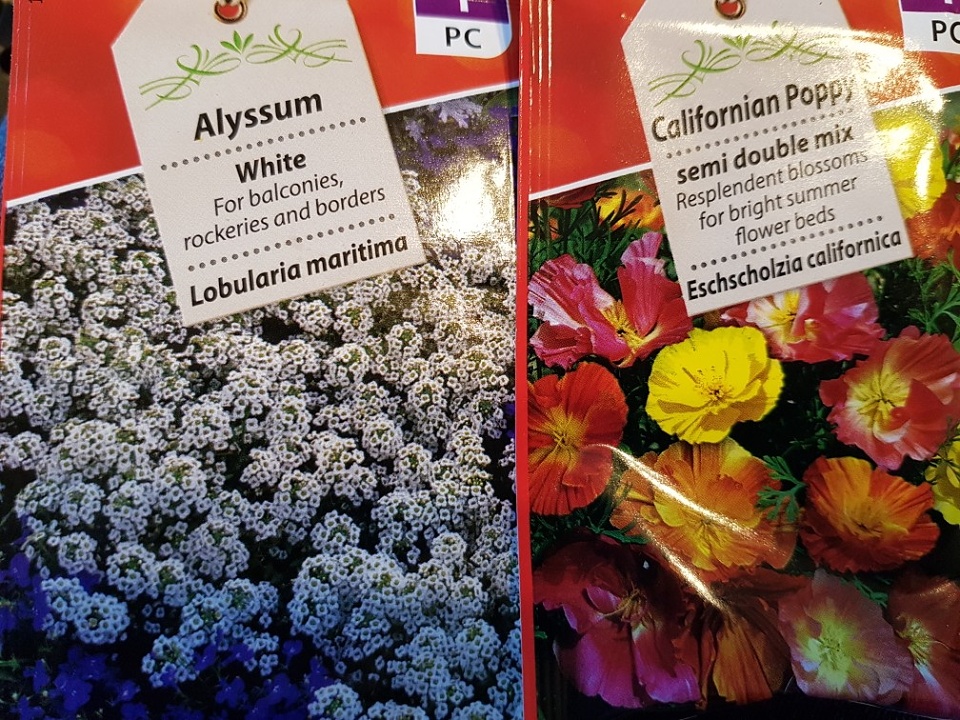 PC
Alyssum
White
For balconies,
rockeries and borders
Lobularia maritima
PC
Californian Poppy
semi double mix
Resplendent blossoms
for bright summer
flower beds
Eschscholzia californica